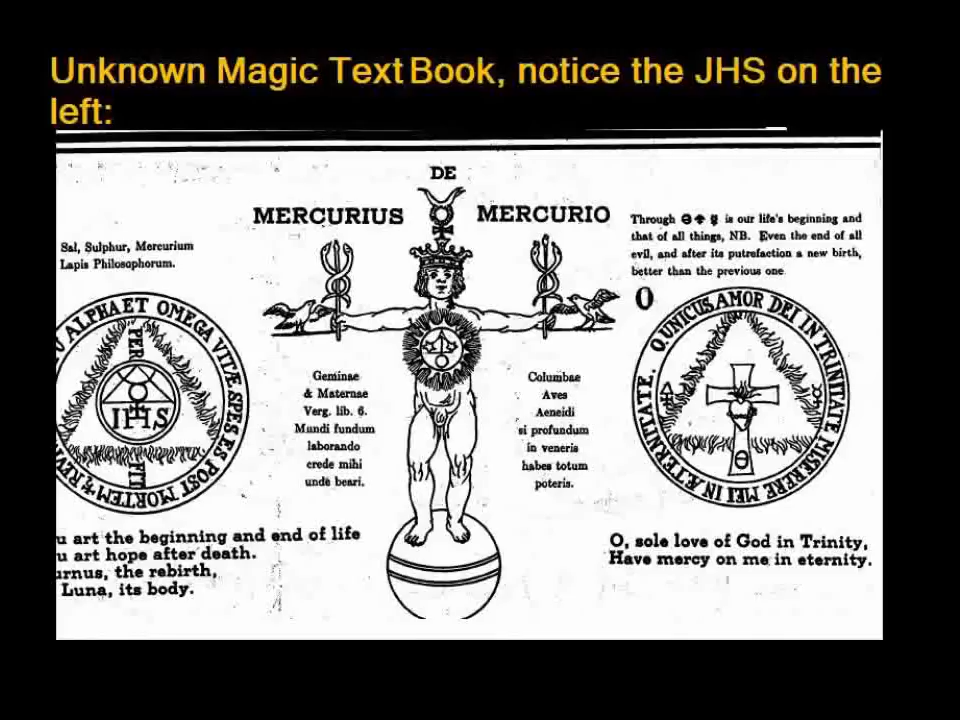 Unknown Magic Text Book, notice the JHS on the
left:
DE
MERCURIUS MERCURIO
Sal, Sulphur, Mercurium
Lapis Philosophorum.
Through is our life's beginning and
that of all things, NB. Even the end of all
evil, and after its putrefaction a new birth,
better than the previous one
U ALPHA ET OMEGA VITÆ, SPES ES POST MORTEM
PER
IHS
FIT
Geminae
& Maternae
Verg. lib. 6.
Mundi fundum
laborando
crede mihi
unde beari.
Columbae
Aves
Aeneidi
si profundum
in veneris
habes totum
poteris.
O
O. UNICUS AMOR DEI IN TRINITATE MISERERE MEI IN ÆTERNITATE.
u art the beginning and end of life
u art hope after death.
urnus, the rebirth,
Luna, its body.
O, sole love of God in Trinity,
Have mercy on me in eternity.